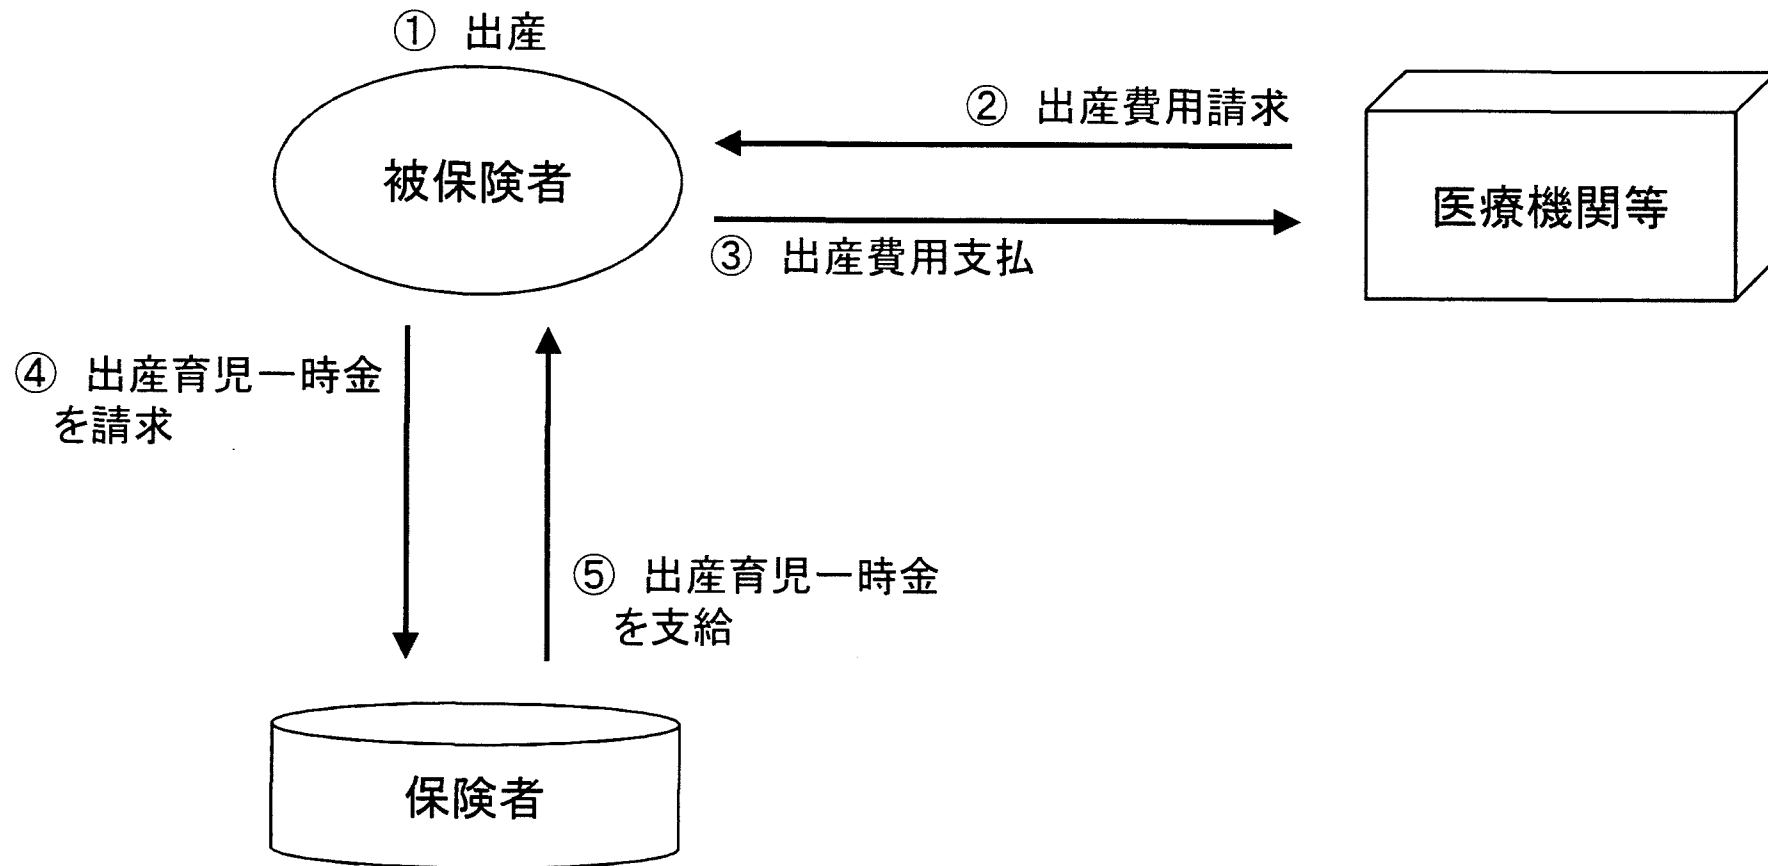 ① 出産
② 出産費用請求
被保険者
医療機関等
③ 出産費用支払
④ 出産育児一時金
を請求
⑤ 出産育児一時金
を支給
保険者